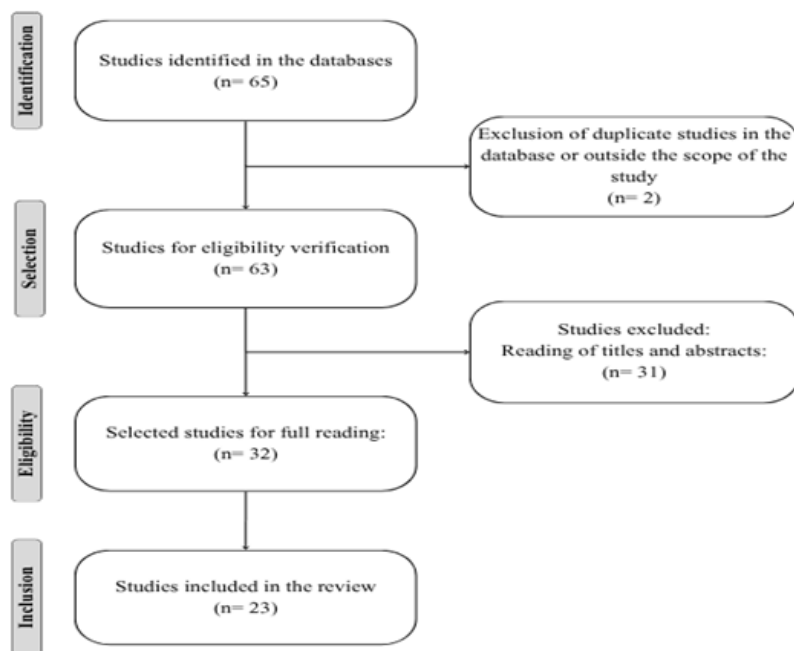 Identification
Studies identified in the databases
(n= 65)
Exclusion of duplicate studies in the
database or outside the scope of the
study
(n= 2)
Selection
Studies for eligibility verification
(n= 63)
Studies excluded:
Reading of titles and abstracts:
(n= 31)
Eligibility
Selected studies for full reading:
(n= 32)
Inclusion
Studies included in the review
(n= 23)